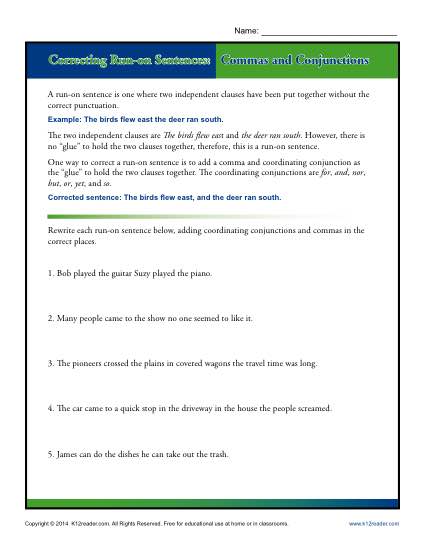 Name: ____________________
Correcting Run-on Sentences: Commas and Conjunctions
A run-on sentence is one where two independent clauses have been put together without the
correct punctuation.
Example: The birds flew east the deer ran south.
The two independent clauses are The birds flew east and the deer ran south. However, there is
no “glue” to hold the two clauses together, therefore, this is a run-on sentence.
One way to correct a run-on sentence is to add a comma and coordinating conjunction as
the “glue” to hold the two clauses together. The coordinating conjunctions are for, and, nor,
but, or, yet, and so.
Corrected sentence: The birds flew east, and the deer ran south.
Rewrite each run-on sentence below, adding coordinating conjunctions and commas in the
correct places.
1. Bob played the guitar Suzy played the piano.
2. Many people came to the show no one seemed to like it.
3. The pioneers crossed the plains in covered wagons the travel time was long.
4. The car came to a quick stop in the driveway in the house the people screamed.
5. James can do the dishes he can take out the trash.
Copyright © 2014 K12reader.com. All Rights Reserved. Free for educational use at home or in classrooms. www.k12reader.com